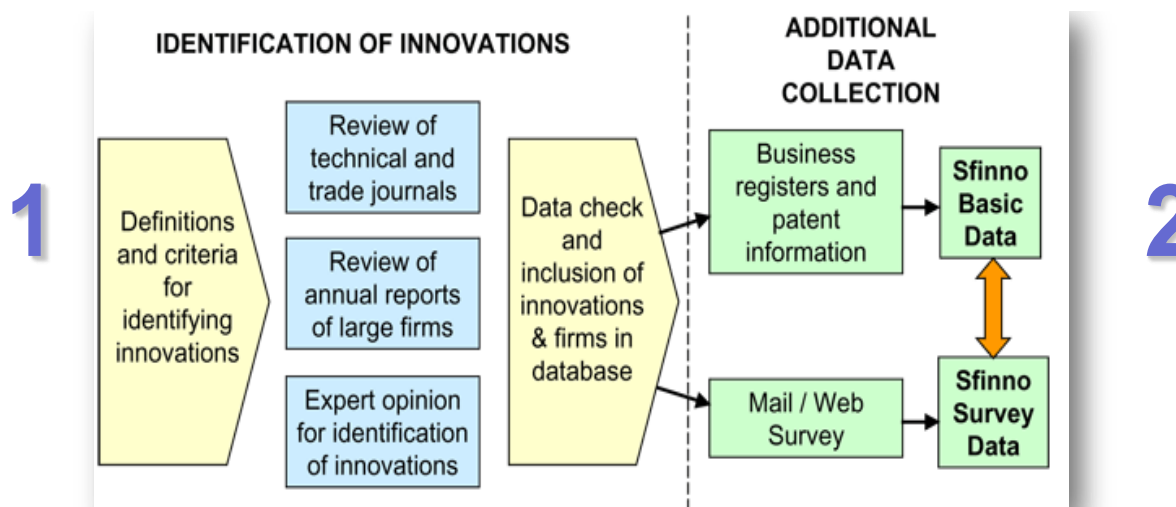 IDENTIFICATION OF INNOVATIONS
ADDITIONAL
DATA
COLLECTION
1
Definitions
and criteria
for
identifying
innovations
Review of
technical and
trade journals
Review of
annual reports
of large firms
Expert opinion
for identification
of innovations
Data check
and
inclusion of
innovations
& firms in
database
Business
registers and
patent
information
Mail / Web
Survey
Sfinno
Basic
Data
Sfinno
Survey
Data
2